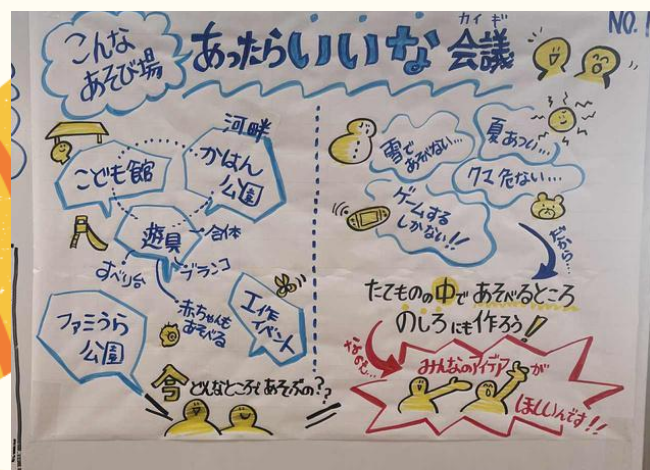 NO.1
こんな
あそび場
あったらいいな会議
カイギ
河畔
こども館
かはん
公園
遊具
合体
すべり台
ブランコ
赤ちゃんも
あそべる
工作
イベント
ファミうら
公園
今どんなところであそぶの??
雪で
あそべない…
夏あつい…
クマ危ない…
ゲームする
しかない!!
だから…
たてものの中であそべるところ
のしろにも作ろう!
みんなのアイデアが
ほしいんです!!